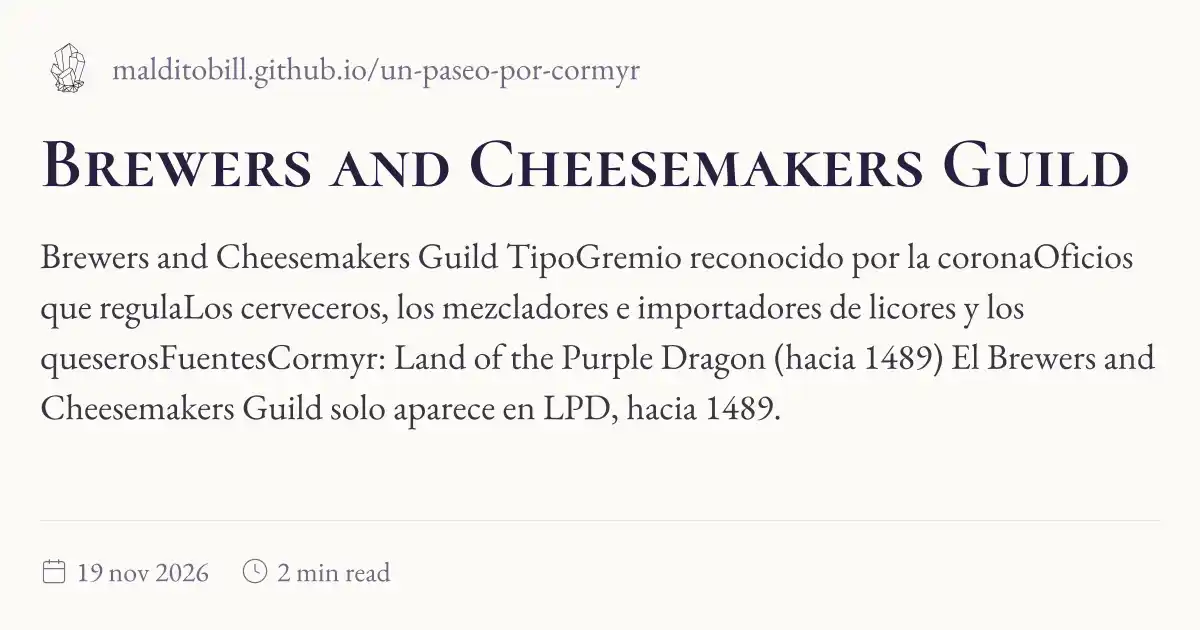 malditobill.github.io/un-paseo-por-cormyr
Brewers and Cheesemakers Guild
Brewers and Cheesemakers Guild TipoGremio reconocido por la coronaOficios
que regulaLos cerveceros, los mezcladores e importadores de licores y los
queserosFuentesCormyr: Land of the Purple Dragon (hacia 1489) El Brewers and
Cheesemakers Guild solo aparece en LPD, hacia 1489.
19 nov 2026 2 min read